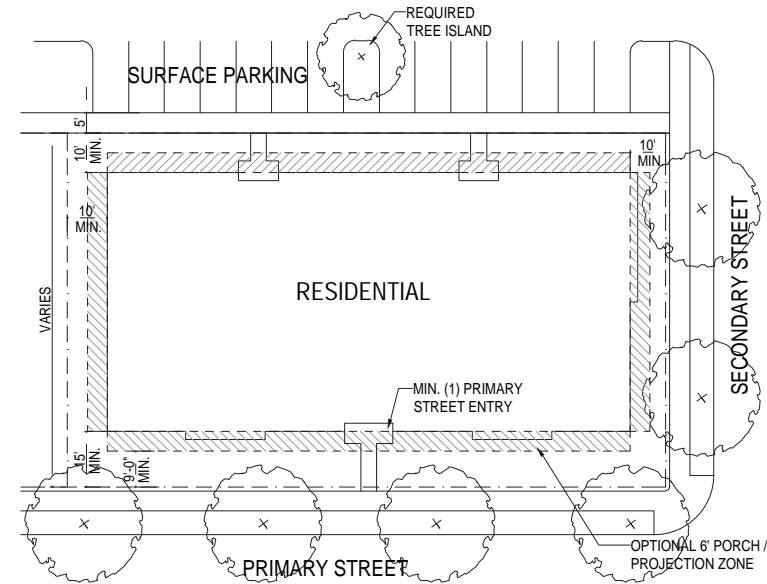 REQUIRED
TREE ISLAND
SURFACE PARKING
5'
10'
MIN.
10'
MIN.
10'
MIN.
VARIES
RESIDENTIAL
SECONDARY STREET
MIN. (1) PRIMARY
STREET ENTRY
15'
MIN.
9'-0"
MIN.
OPTIONAL 6' PORCH /
PROJECTION ZONE
PRIMARY STREET